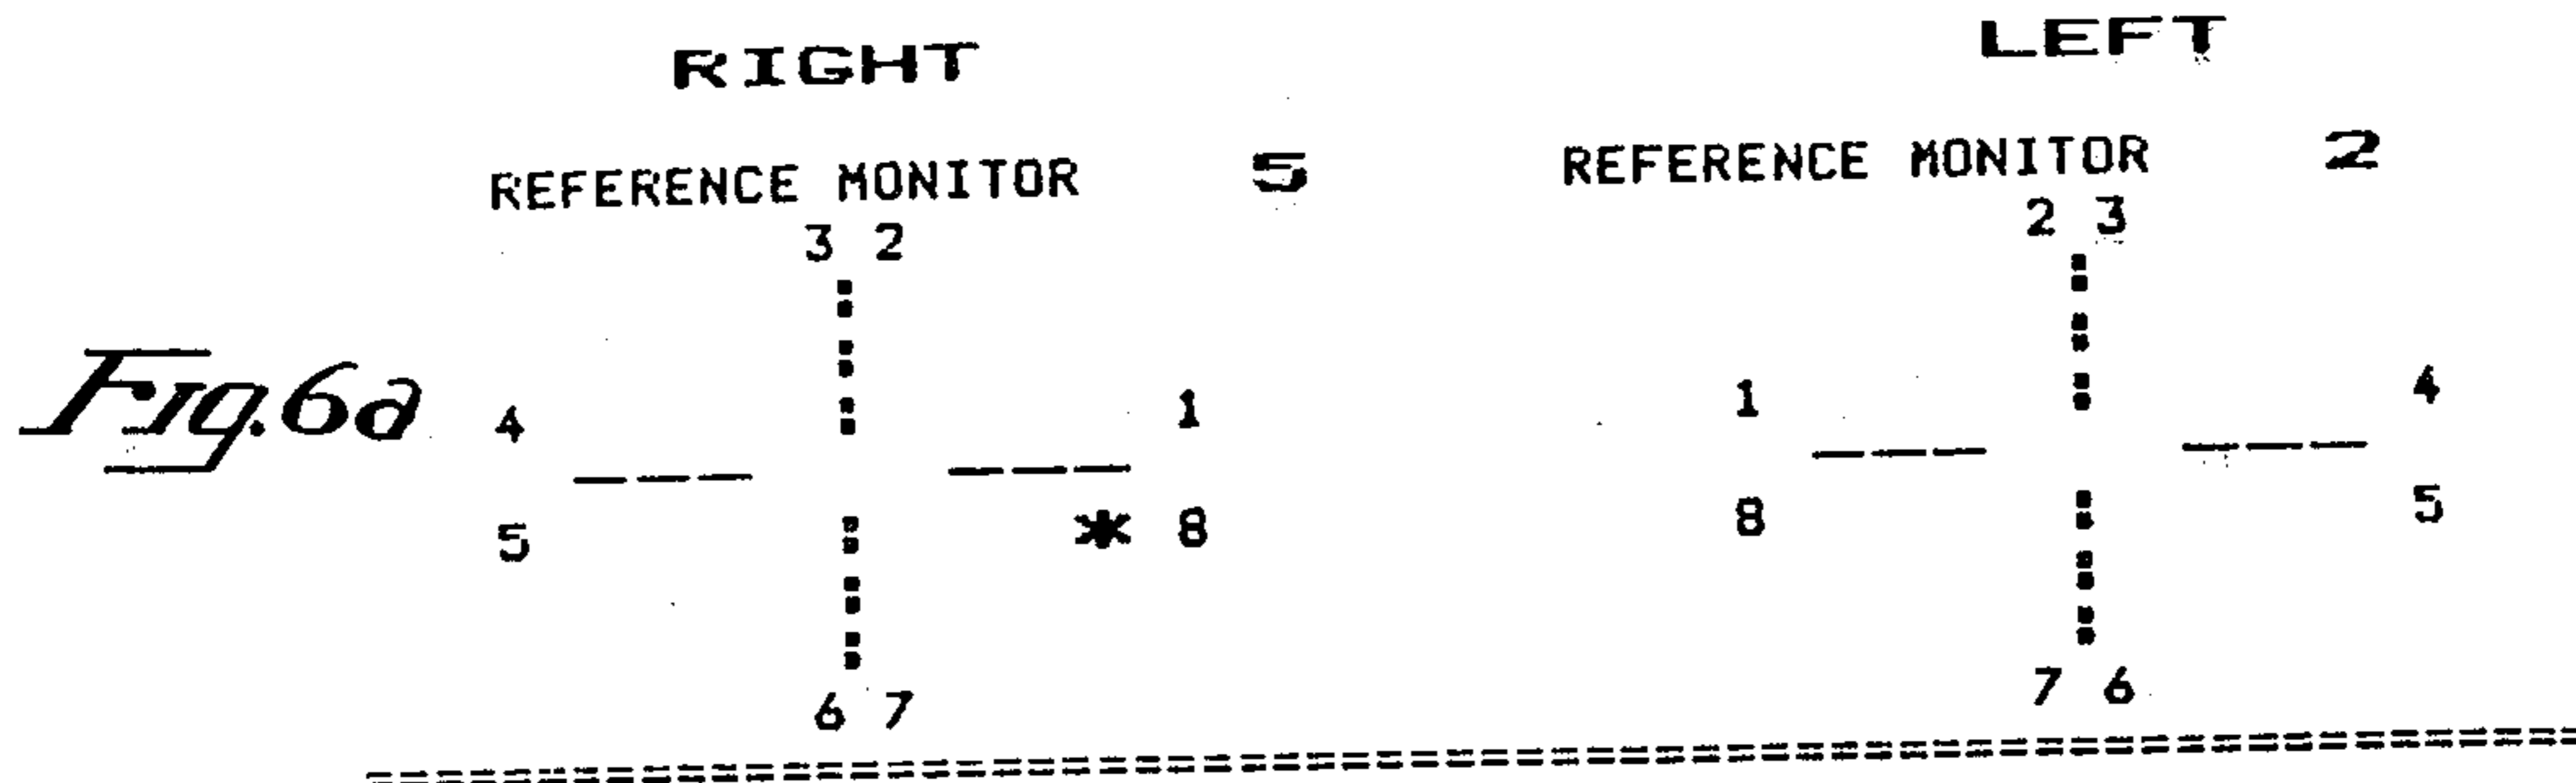 RIGHT LEFT
REFERENCE MONITOR 5 REFERENCE MONITOR 2
3 2 2 3
Fig. 6a 4 1 1 4
5 * 8 8 5
6 7 7 6